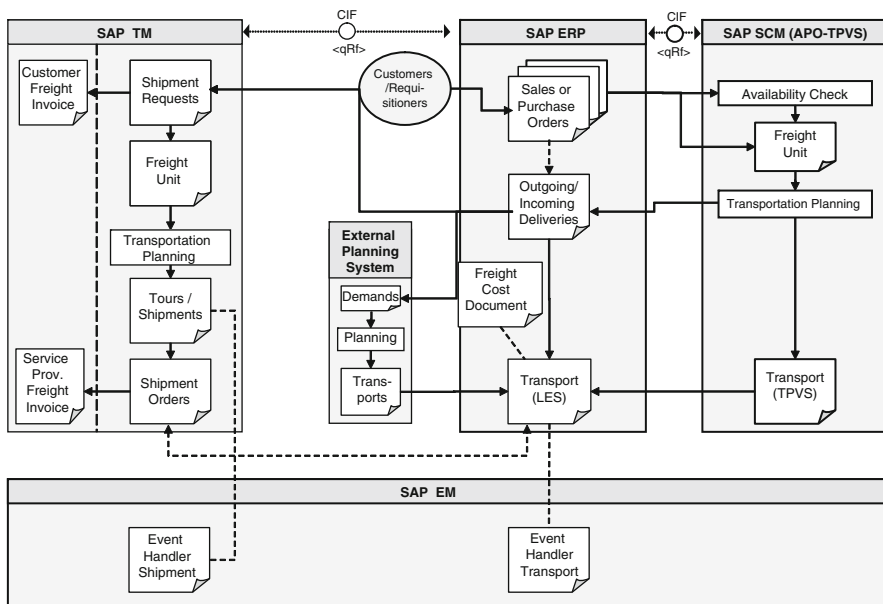 CIF
<qRf>
CIF
<qRf>
SAP TM
SAP ERP
SAP SCM (APO-TPVS)
Customer
Freight
Invoice
Shipment
Requests
Freight
Unit
Transportation
Planning
Tours /
Shipments
Service
Prov.
Freight
Invoice
Shipment
Orders
Customers
/Requi-
sitioners
External
Planning
System
Demands
Planning
Trans-
ports
Sales or
Purchase
Orders
Outgoing/
Incoming
Deliveries
Freight
Cost
Document
Transport
(LES)
Availability Check
Freight
Unit
Transportation Planning
Transport
(TPVS)
SAP EM
Event
Handler
Shipment
Event
Handler
Transport